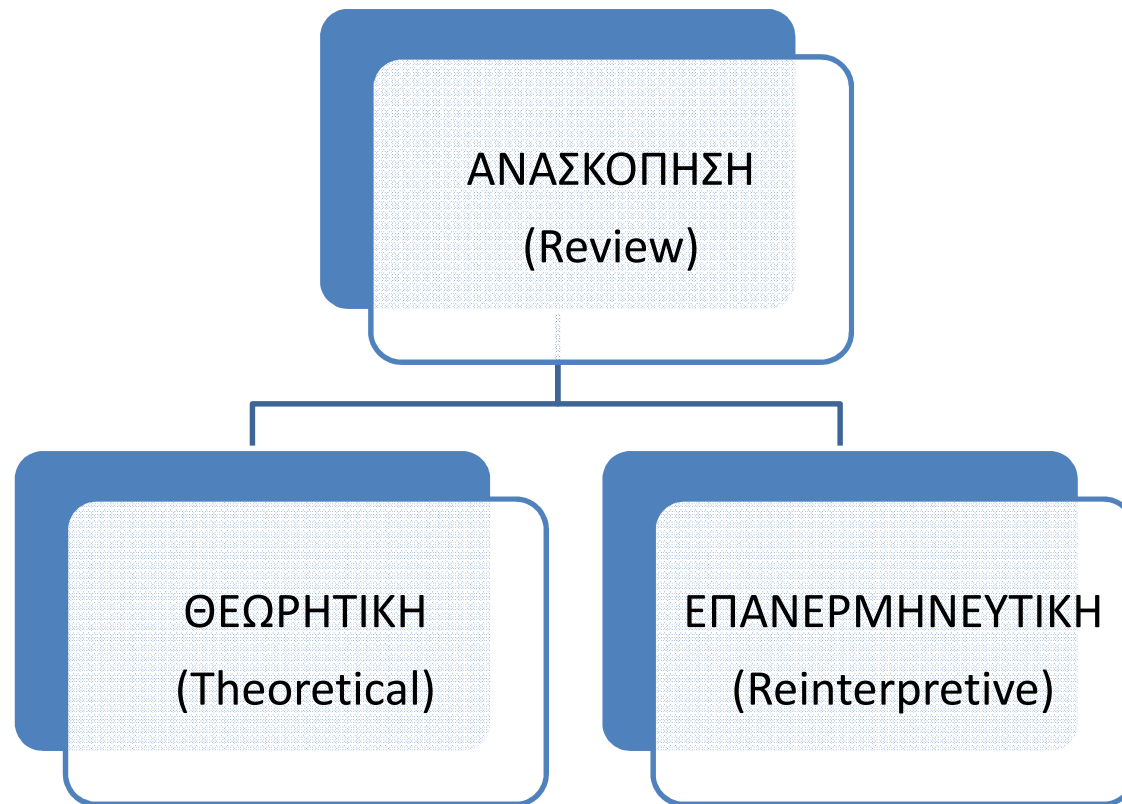 ΑΝΑΣΚΟΠΗΣΗ
(Review)
ΘΕΩΡΗΤΙΚΗ
(Theoretical)
ΕΠΑΝΕΡΜΗΝΕΥΤΙΚΗ
(Reinterpretive)